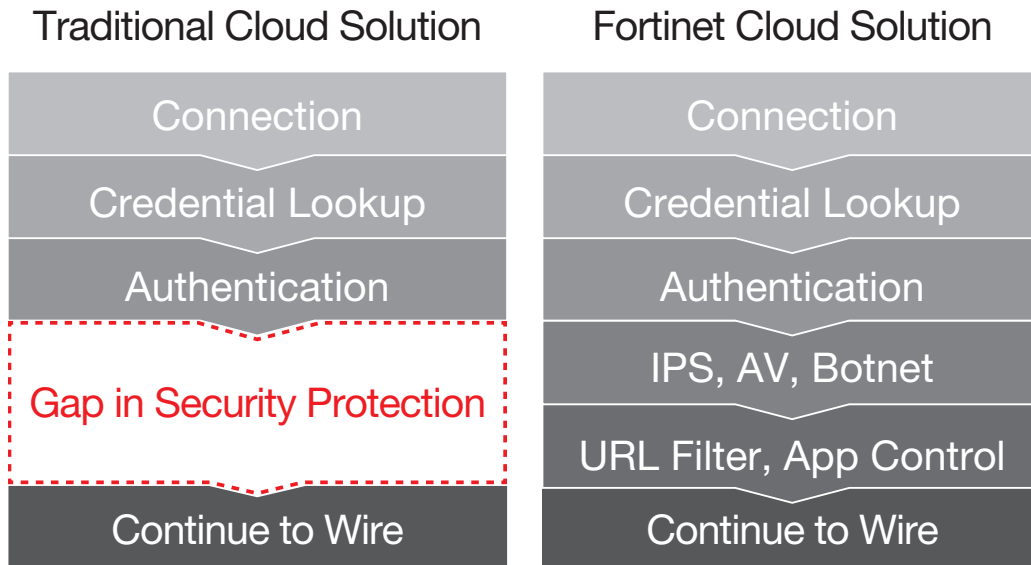 Traditional Cloud Solution
Connection
Credential Lookup
Authentication
Gap in Security Protection
Continue to Wire
Fortinet Cloud Solution
Connection
Credential Lookup
Authentication
IPS, AV, Botnet
URL Filter, App Control
Continue to Wire